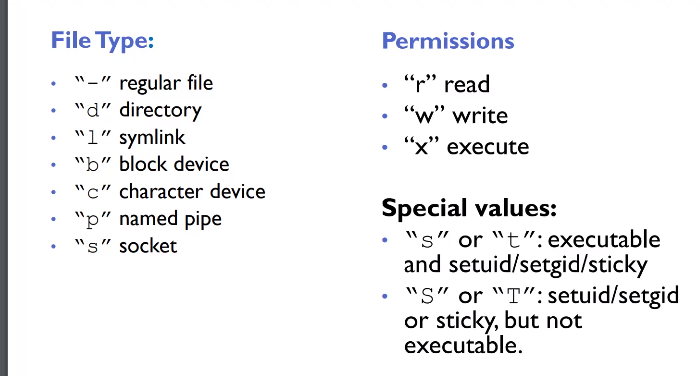 File Type:
• “-” regular file
• “d” directory
• “l” symlink
• “b” block device
• “c” character device
• “p” named pipe
• “s” socket
Permissions
• “r” read
• “w” write
• “x” execute
Special values:
• “s” or “t”: executable
and setuid/setgid/sticky
• “S” or “T”: setuid/setgid
or sticky, but not
executable.